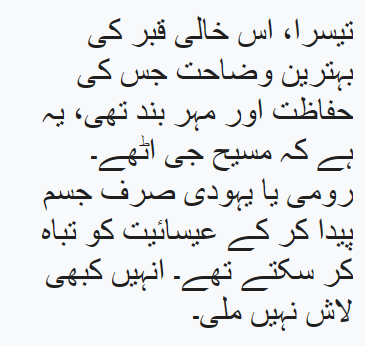 تیسرا، اس خالی قبر کی
بہترین وضاحت جس کی
حفاظت اور مہر بند تھی، یہ
ہے کہ مسیح جی اٹھے۔
رومی یا یہودی صرف جسم
پیدا کر کے عیسائیت کو تباہ
کر سکتے تھے۔ انہیں کبھی
لاش نہیں ملی۔